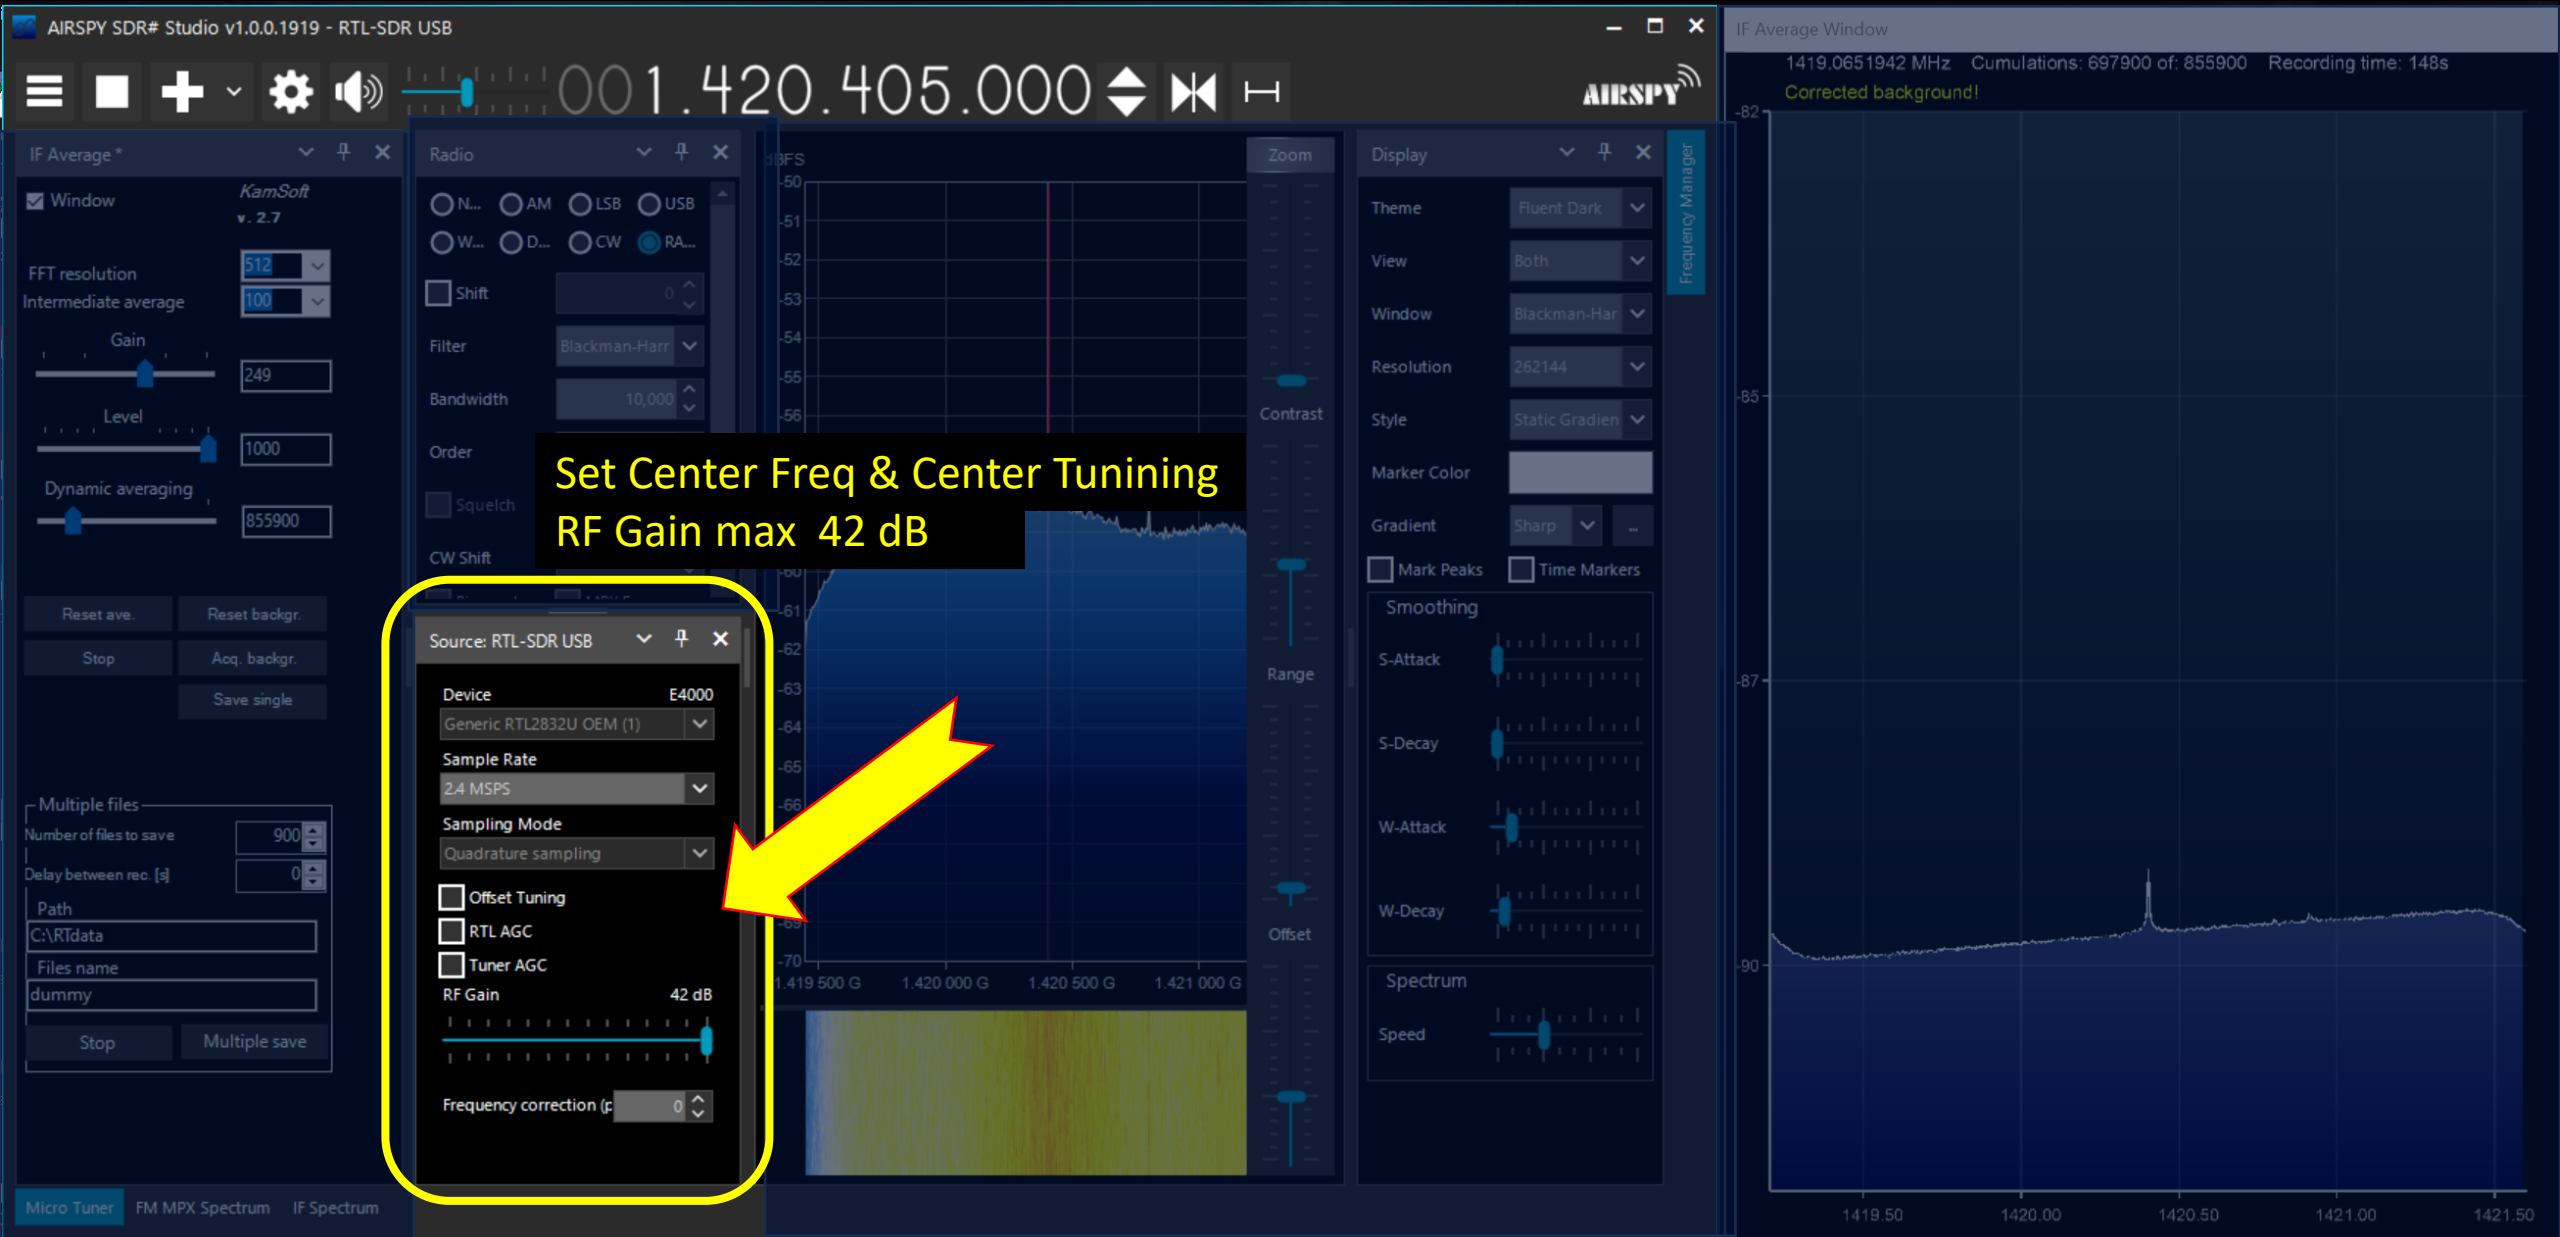 AIRSPY SDR# Studio v1.0.0.1919 - RTL-SDR USB
001.420.405.000
AIRSPY
IF Average *
Window
KamSoft
v. 2.7
FFT resolution
512
Intermediate average
100
Gain
249
Level
1000
Dynamic averaging
855900
Reset ave.
Reset backgr.
Stop
Acq. backgr.
Save single
Multiple files
Number of files to save
900
Delay between rec. [s]
0
Path
C:\RTdata
Files name
dummy
Stop
Multiple save
Micro Tuner
FM MPX Spectrum
IF Spectrum
Radio
N... AM LSB USB
W... D... CW RA...
Shift
0
Filter
Blackman-Harr
Bandwidth
10,000
Order
Squelch
CW Shift
Set Center Freq & Center Tunining
RF Gain max 42 dB
Source: RTL-SDR USB
Device
E4000
Generic RTL2832U OEM (1)
Sample Rate
2.4 MSPS
Sampling Mode
Quadrature sampling
Offset Tuning
RTL AGC
Tuner AGC
RF Gain
42 dB
Frequency correction (p
0
dBFS
-50
-51
-52
-53
-54
-55
-56
-60
-61
-62
-63
-64
-65
-66
-69
-70
1.419 500 G
1.420 000 G
1.420 500 G
1.421 000 G
Zoom
Contrast
Range
Offset
Display
Theme
Fluent Dark
View
Both
Window
Blackman-Har
Resolution
262144
Style
Static Gradien
Marker Color
Gradient
Sharp
...
Mark Peaks
Time Markers
Smoothing
S-Attack
S-Decay
W-Attack
W-Decay
Spectrum
Speed
Frequency Manager
IF Average Window
1419.0651942 MHz Cumulations: 697900 of: 855900 Recording time: 148s
Corrected background!
-82
-85
-87
-90
1419.50
1420.00
1420.50
1421.00
1421.50